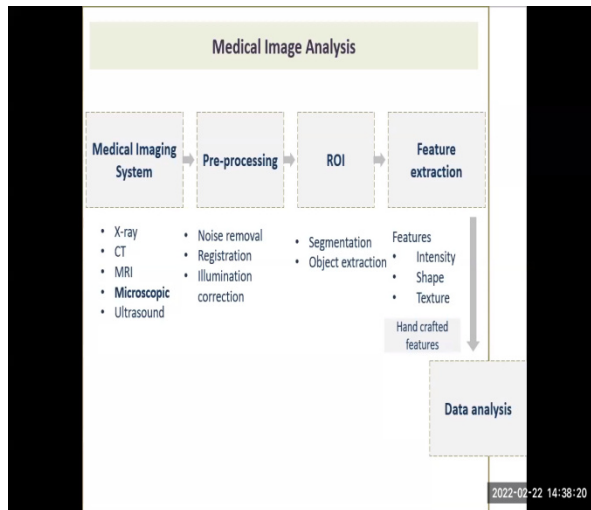 Medical Image Analysis
Medical Imaging
System
Pre-processing
ROI
Feature
extraction
• X-ray
• CT
• MRI
• Microscopic
• Ultrasound
• Noise removal
• Registration
• Illumination
correction
• Segmentation
• Object extraction
Features
• Intensity
• Shape
• Texture
Hand crafted
features
Data analysis
2022-02-22 14:38:20